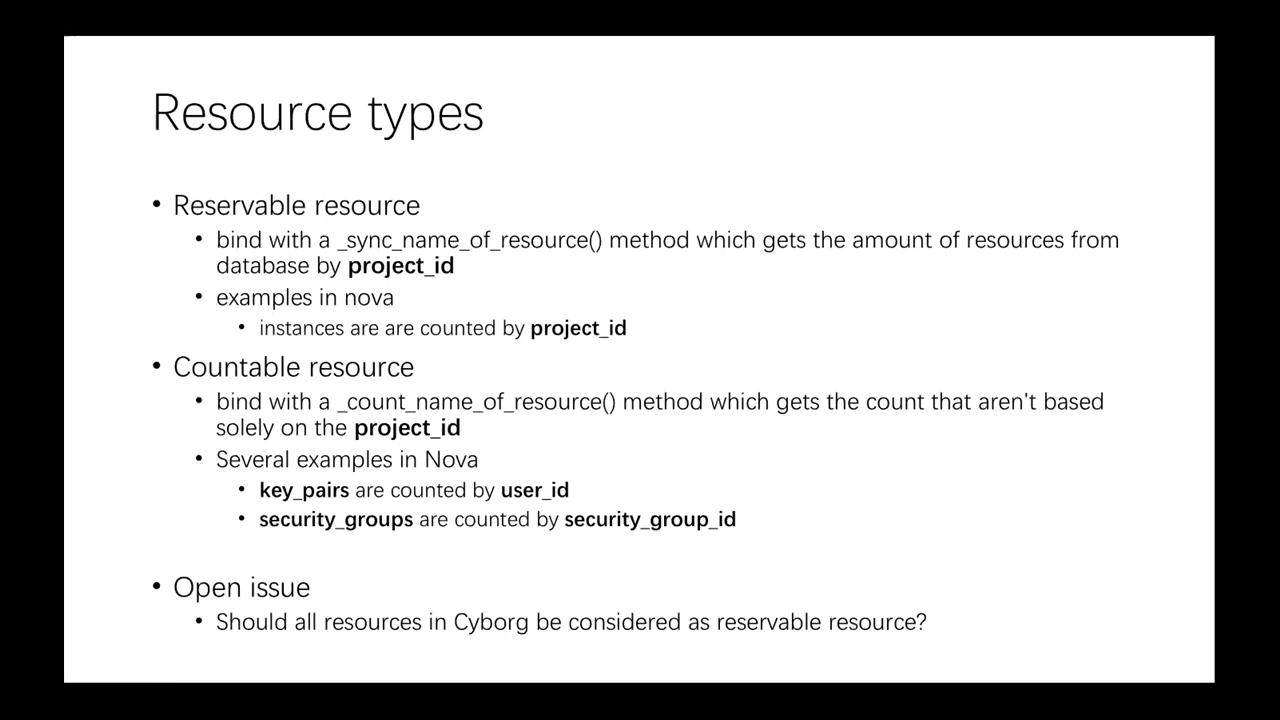 Resource types
• Reservable resource
• bind with a _sync_name_of_resource() method which gets the amount of resources from
database by project_id
• examples in nova
• instances are are counted by project_id
• Countable resource
• bind with a _count_name_of_resource() method which gets the count that aren't based
solely on the project_id
• Several examples in Nova
• key_pairs are counted by user_id
• security_groups are counted by security_group_id
• Open issue
• Should all resources in Cyborg be considered as reservable resource?